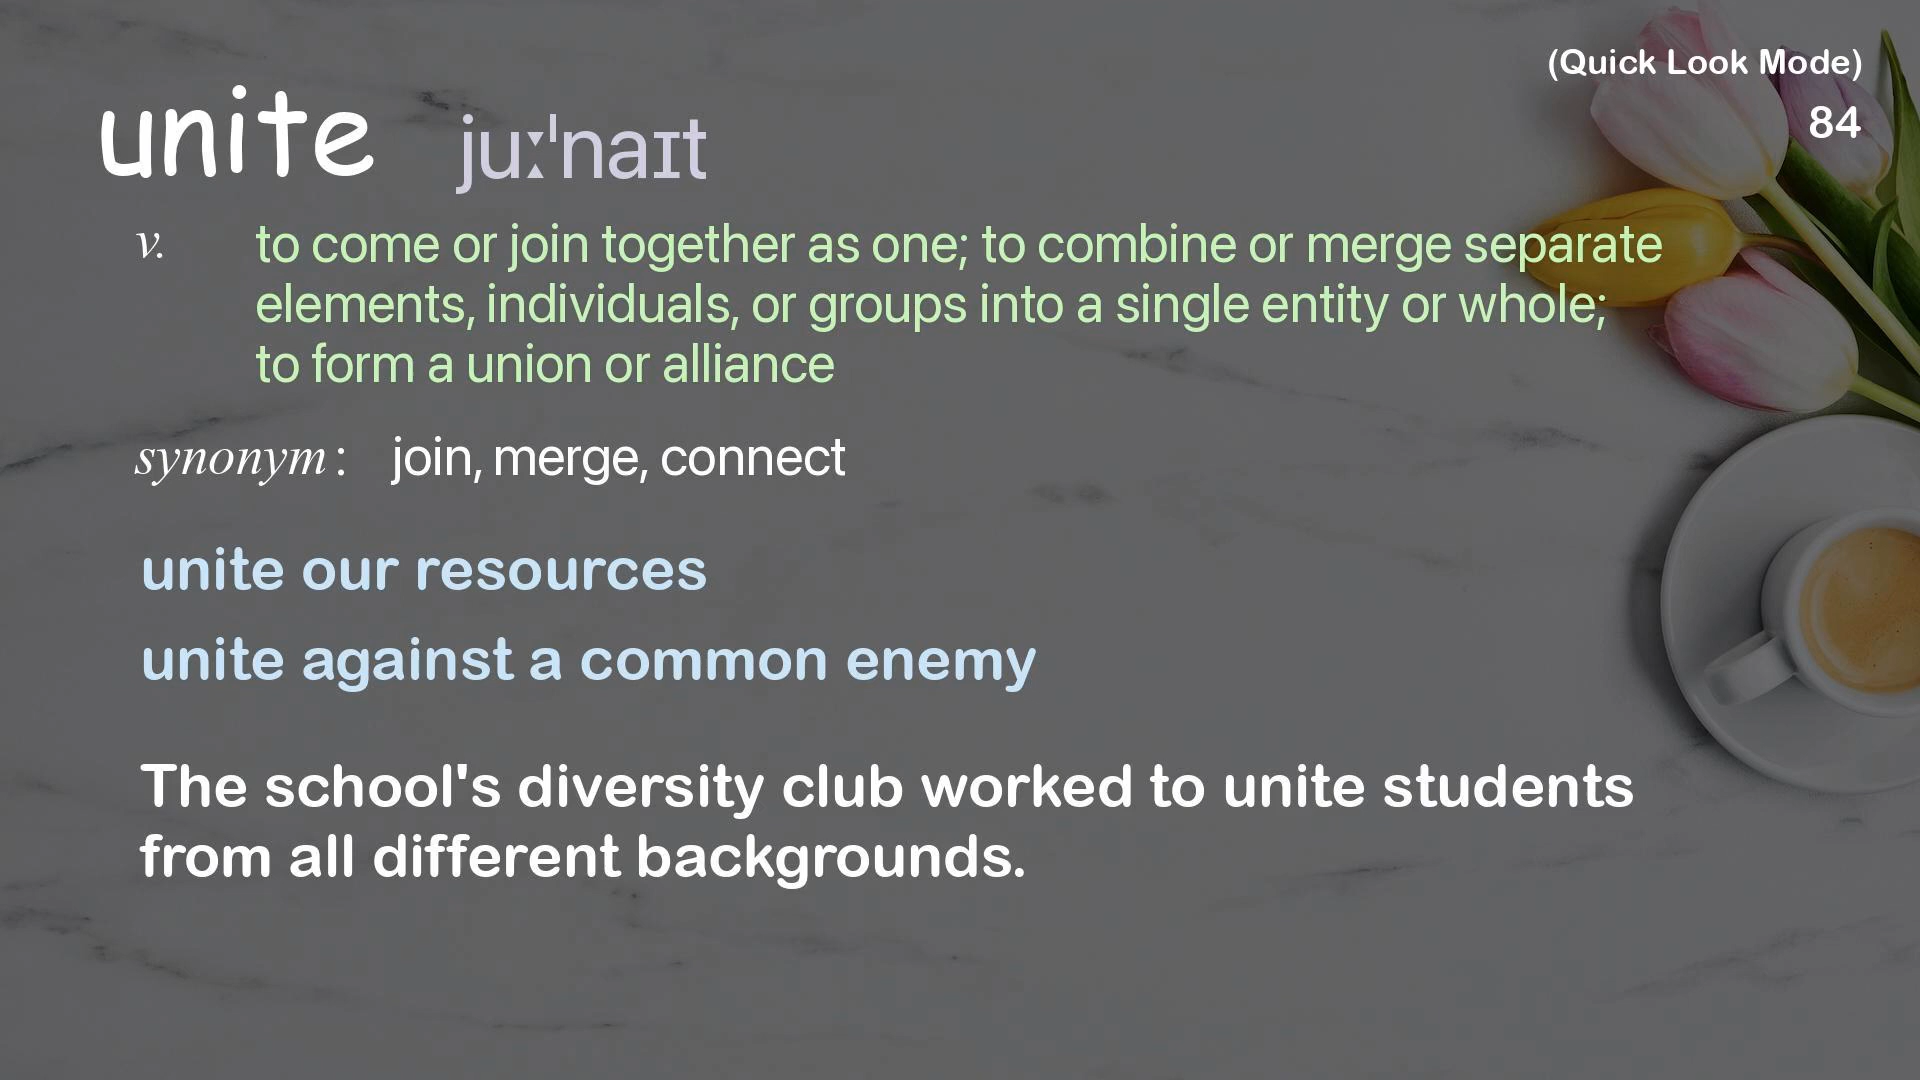 (Quick Look Mode)
84
unite juːˈnaɪt
v. to come or join together as one; to combine or merge separate
elements, individuals, or groups into a single entity or whole;
to form a union or alliance
synonym : join, merge, connect
unite our resources
unite against a common enemy
The school's diversity club worked to unite students
from all different backgrounds.